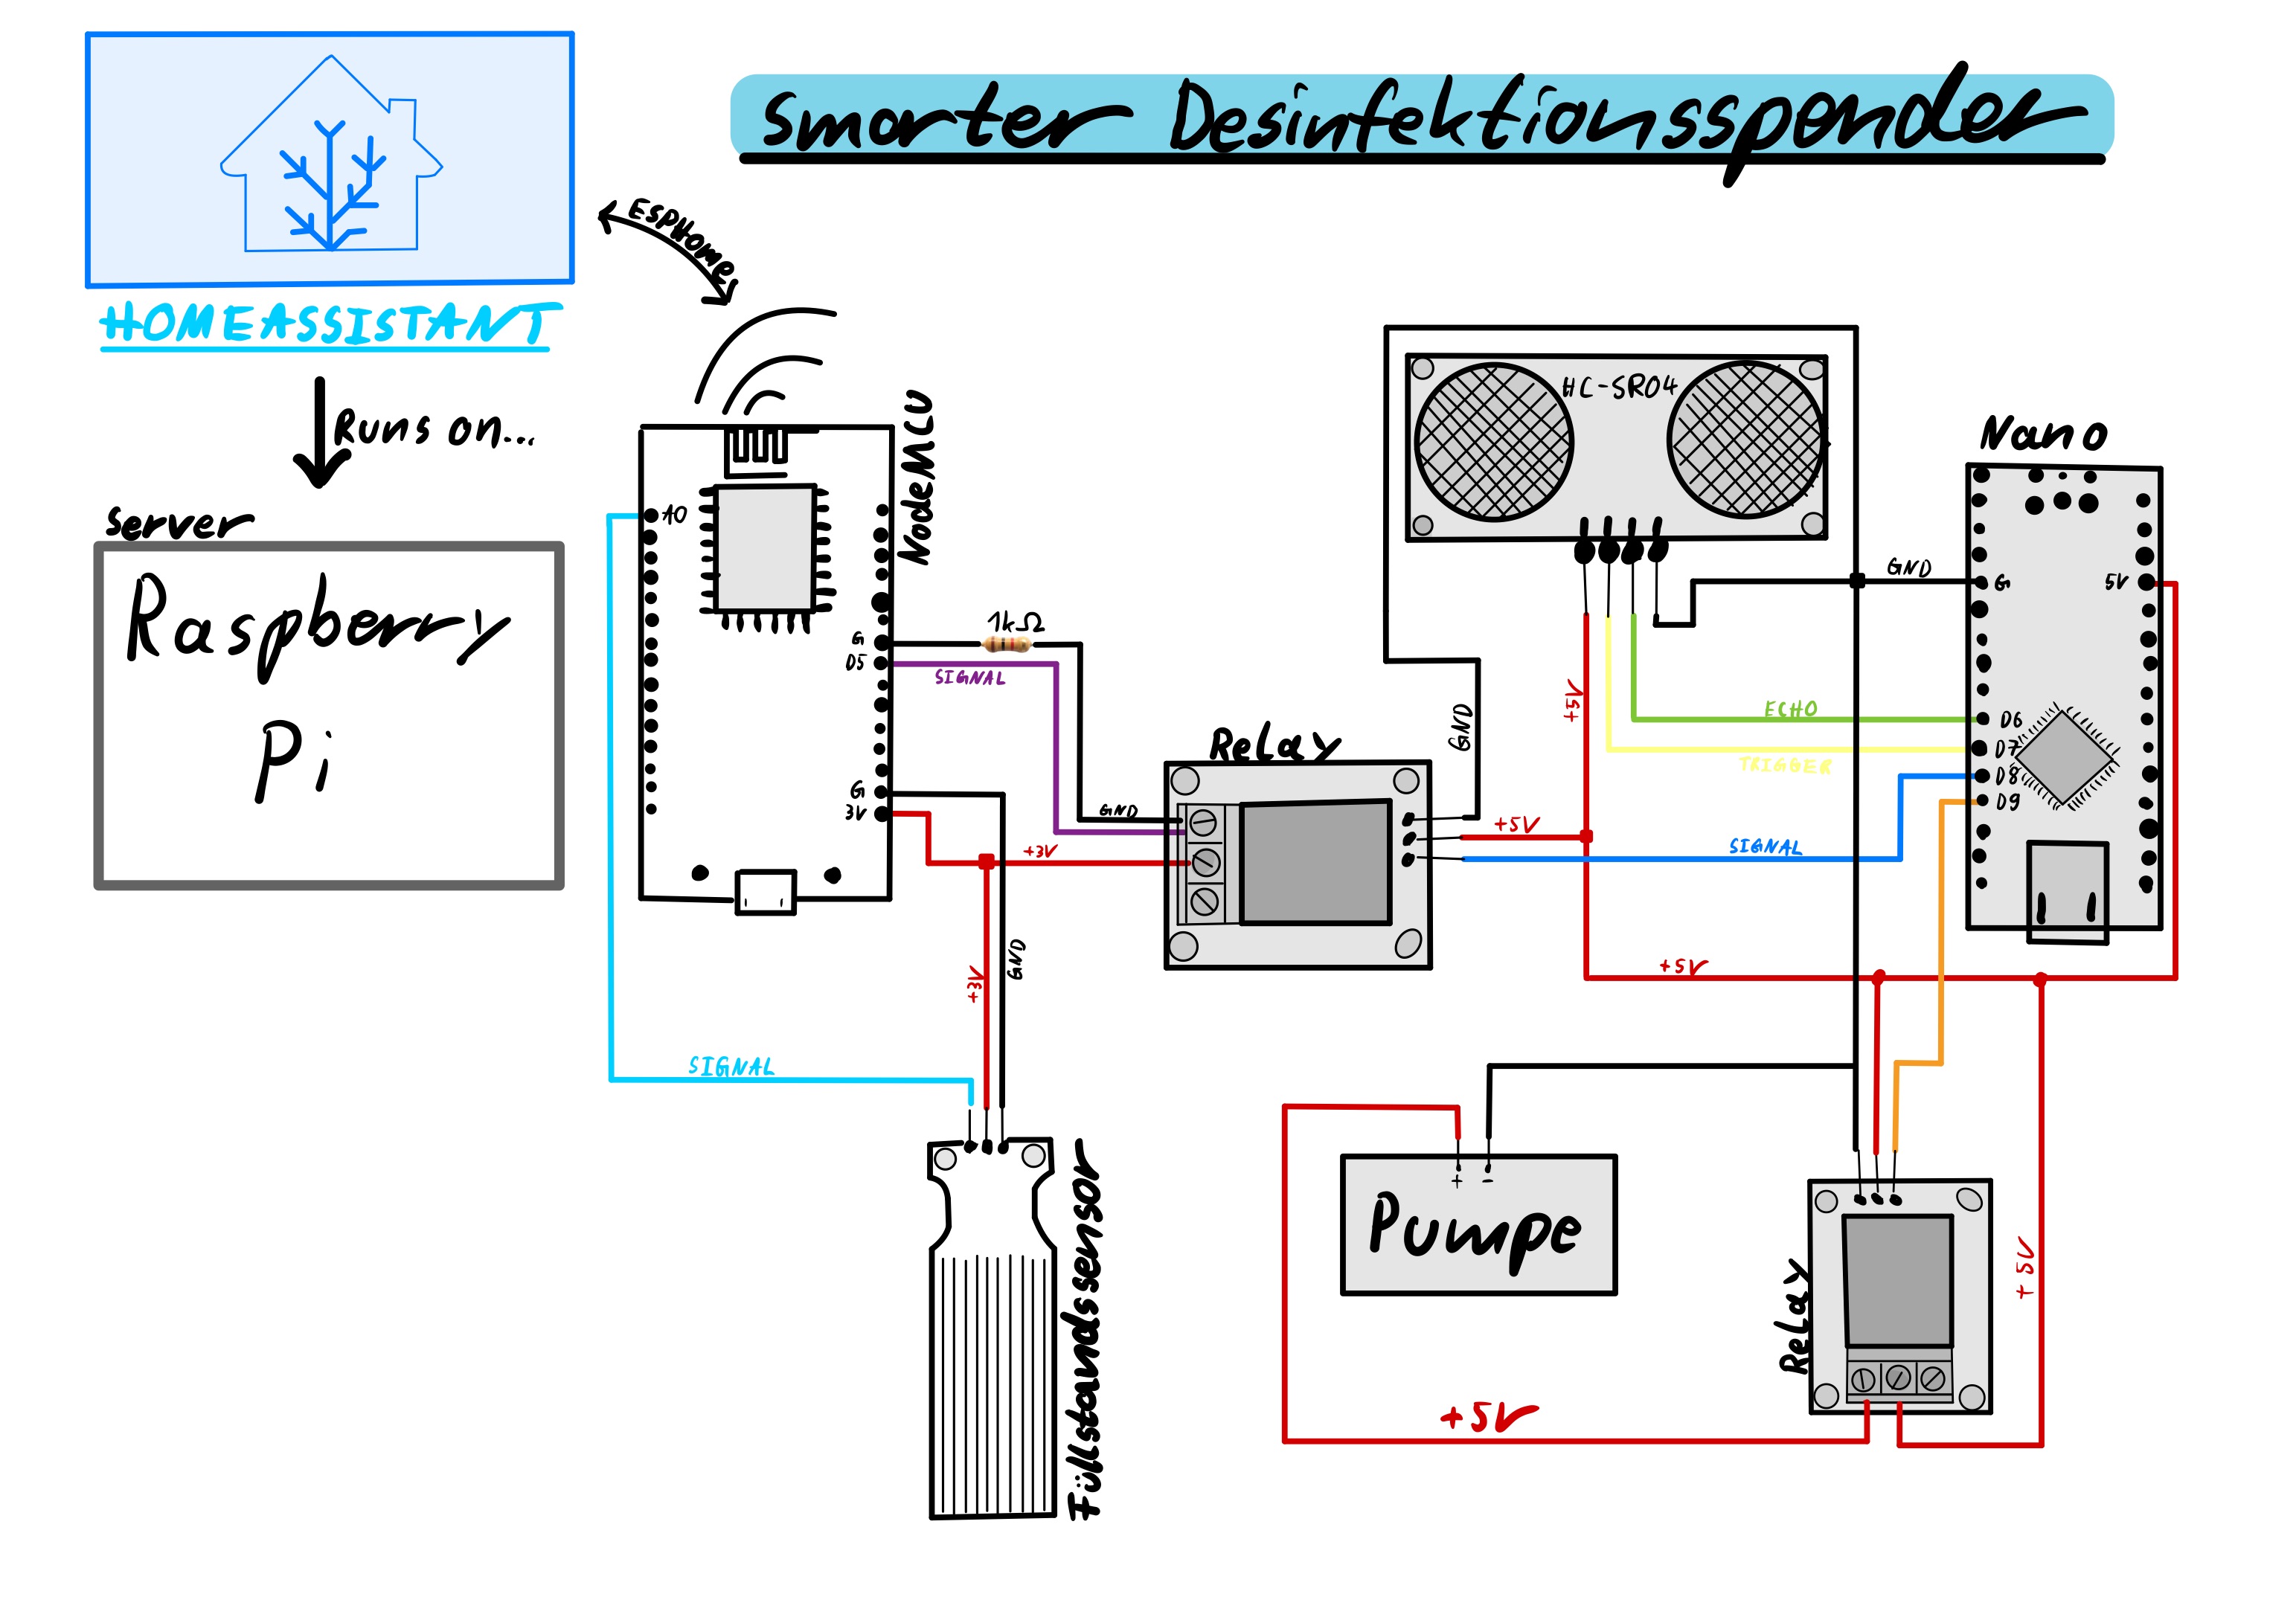 Smarter Desinfektionsspender
ESPHome
HOMEASSISTANT
Runs on...
Server
Raspberry
Pi
NodeMCU
A0
G
D5
G
3V
1kΩ
SIGNAL
GND
+3V
+3V
GND
SIGNAL
Füllstandssensor
Relay
GND
+5V
SIGNAL
HC-SR04
+5V
ECHO
TRIGGER
GND
Nano
G
5V
D6
D7
D8
D9
+5V
Pumpe
+ -
Relay
+5V
+5V